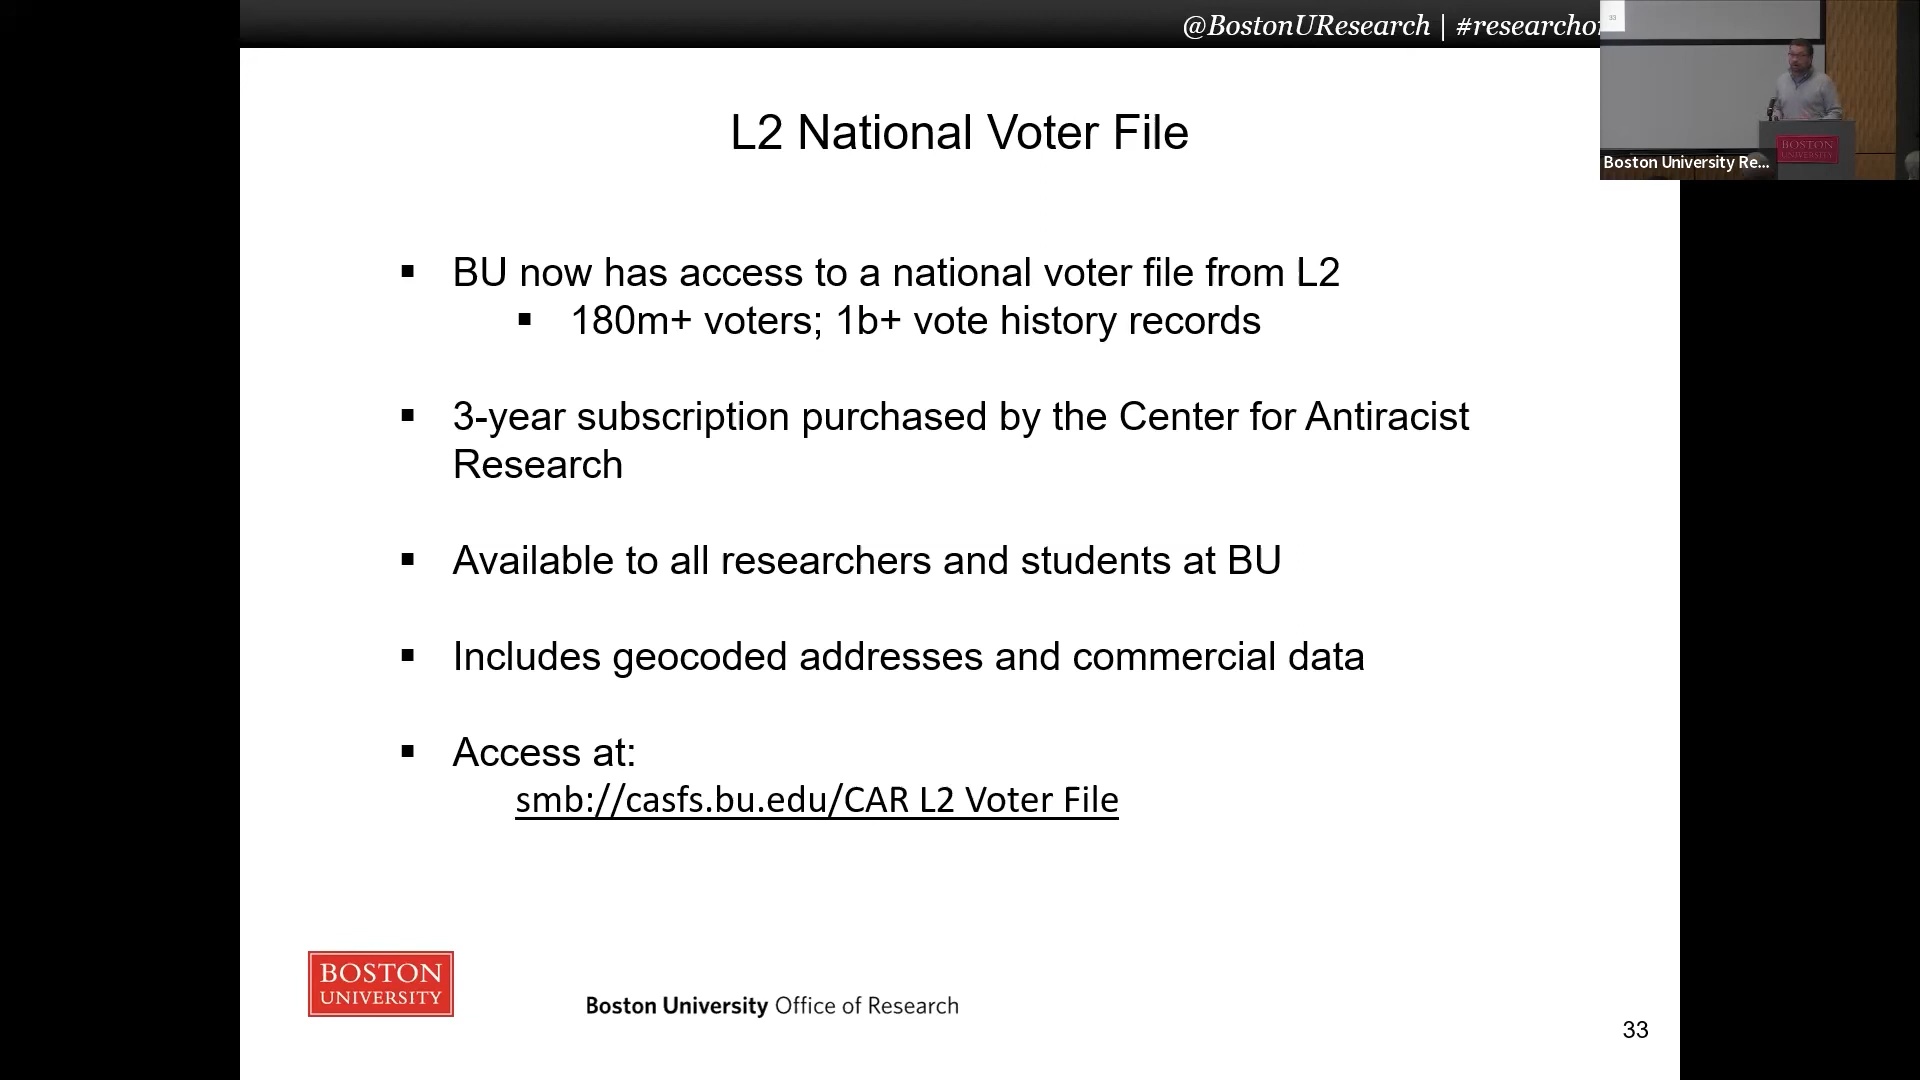 @BostonUResearch | #researcho
33
BOSTON
UNIVERSITY
Boston University Re...
L2 National Voter File
▪ BU now has access to a national voter file from L2
▪ 180m+ voters; 1b+ vote history records
▪ 3-year subscription purchased by the Center for Antiracist
Research
▪ Available to all researchers and students at BU
▪ Includes geocoded addresses and commercial data
▪ Access at:
smb://casfs.bu.edu/CAR L2 Voter File
BOSTON
UNIVERSITY
Boston University Office of Research
33